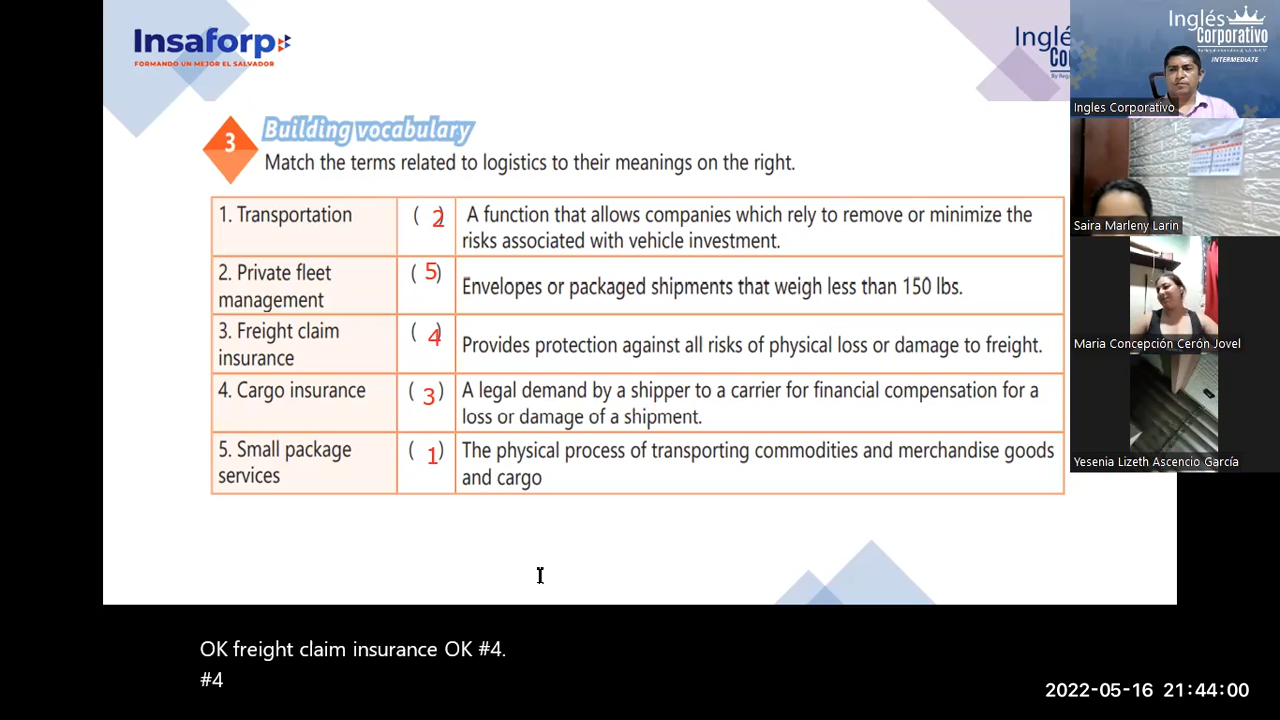 Insaforp
FORMANDO UN MEJOR EL SALVADOR
Inglés
Corporativo
INTERMEDIATE
Ingles Corporativo
Saira Marleny Larin
Maria Concepción Cerón Jovel
Yesenia Lizeth Ascencio García
3
Building vocabulary
Match the terms related to logistics to their meanings on the right.
1. Transportation ( 2 ) A function that allows companies which rely to remove or minimize the
risks associated with vehicle investment.
2. Private fleet
management
( 5 ) Envelopes or packaged shipments that weigh less than 150 lbs.
3. Freight claim
insurance
( 4 ) Provides protection against all risks of physical loss or damage to freight.
4. Cargo insurance ( 3 ) A legal demand by a shipper to a carrier for financial compensation for a
loss or damage of a shipment.
5. Small package
services
( 1 ) The physical process of transporting commodities and merchandise goods
and cargo
OK freight claim insurance OK #4.
#4
2022-05-16 21:44:00